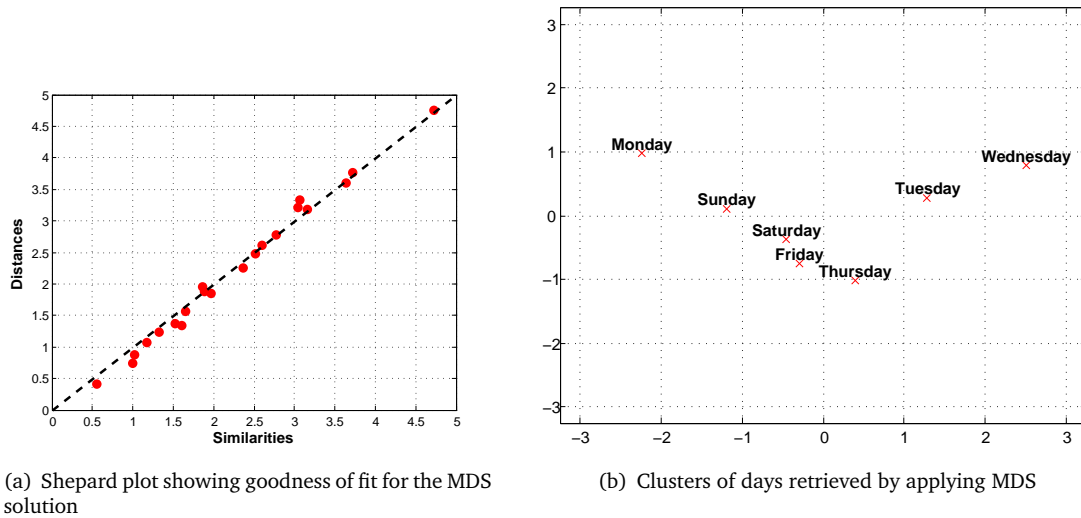 5
4.5
4
3.5
3
2.5
2
1.5
1
0.5
0
Distances
0 0.5 1 1.5 2 2.5 3 3.5 4 4.5 5
Similarities
(a) Shepard plot showing goodness of fit for the MDS
solution
3
2
1
0
−1
−2
−3
Monday
Wednesday
Tuesday
Sunday
Saturday
Friday
Thursday
−3 −2 −1 0 1 2 3
(b) Clusters of days retrieved by applying MDS